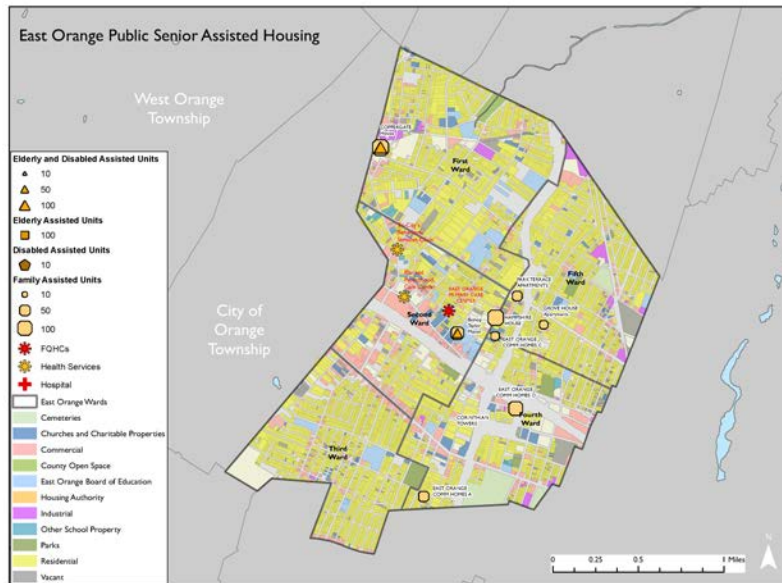 East Orange Public Senior Assisted Housing
West Orange
Township
City of
Orange
Township
Elderly and Disabled Assisted Units
10
50
100
Elderly Assisted Units
100
Disabled Assisted Units
10
Family Assisted Units
10
50
100
FQHCs
Health Services
Hospital
East Orange Wards
Cemeteries
Churches and Charitable Properties
Commercial
County Open Space
East Orange Board of Education
Housing Authority
Industrial
Other School Property
Parks
Residential
Vacant
First
Ward
Fifth
Ward
PARK TERRACE
APARTMENTS
EAST ORANGE
PRIMARY CARE
CENTER
Second
Ward
HOUSE
EAST ORANGE
COMM HOMES C
EAST ORANGE
COMM HOMES D
Fourth
Ward
CORINTHIAN
TOWERS
Third
Ward
EAST ORANGE
COMM HOMES A
N
0 0.25 0.5 1 Miles